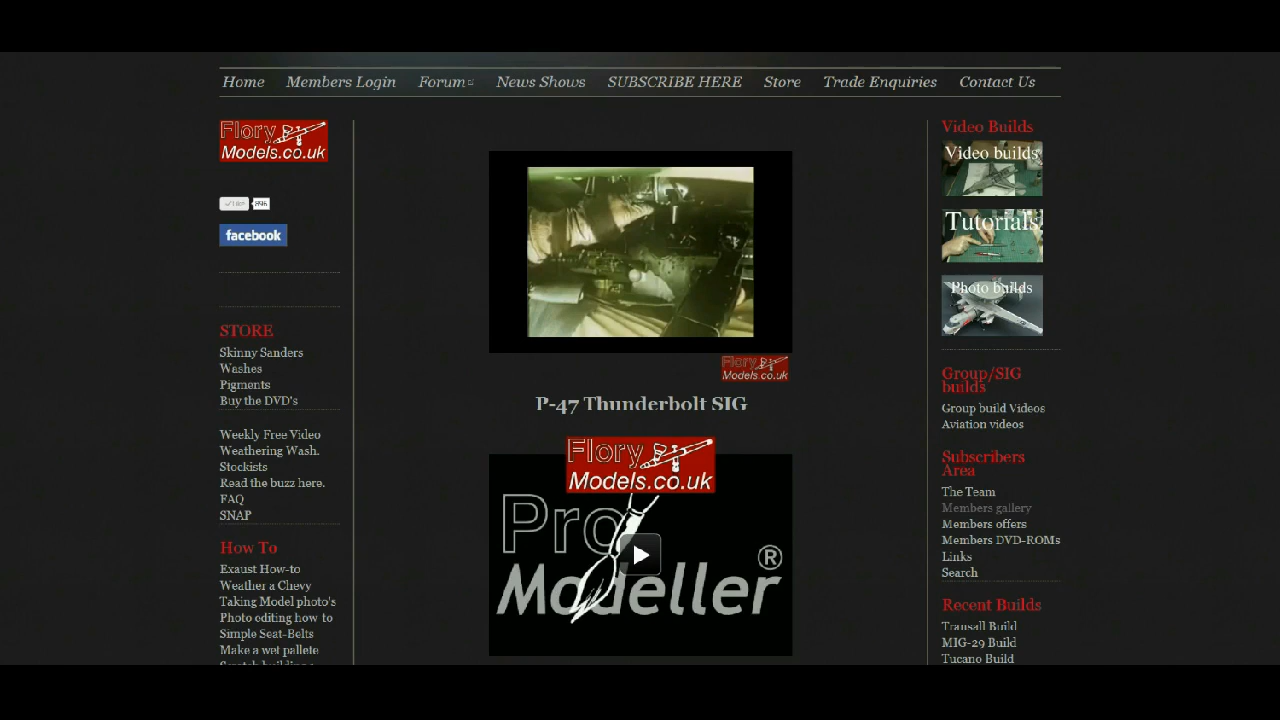 Home Members Login Forum News Shows SUBSCRIBE HERE Store Trade Enquiries Contact Us
Flory
Models.co.uk
Like 896
facebook
STORE
Skinny Sanders
Washes
Pigments
Buy the DVD's
Weekly Free Video
Weathering Wash.
Stockists
Read the buzz here.
FAQ
SNAP
How To
Exaust How-to
Weather a Chevy
Taking Model photo's
Photo editing how to
Simple Seat-Belts
Make a wet pallete
Flory
Models.co.uk
P-47 Thunderbolt SIG
Flory
Models.co.uk
Pro
Modeller ®
Video Builds
Video builds
Tutorials
Photo builds
Group/SIG
builds
Group build Videos
Aviation videos
Subscribers
Area
The Team
Members gallery
Members offers
Members DVD-ROMs
Links
Search
Recent Builds
Transall Build
MIG-29 Build
Tucano Build